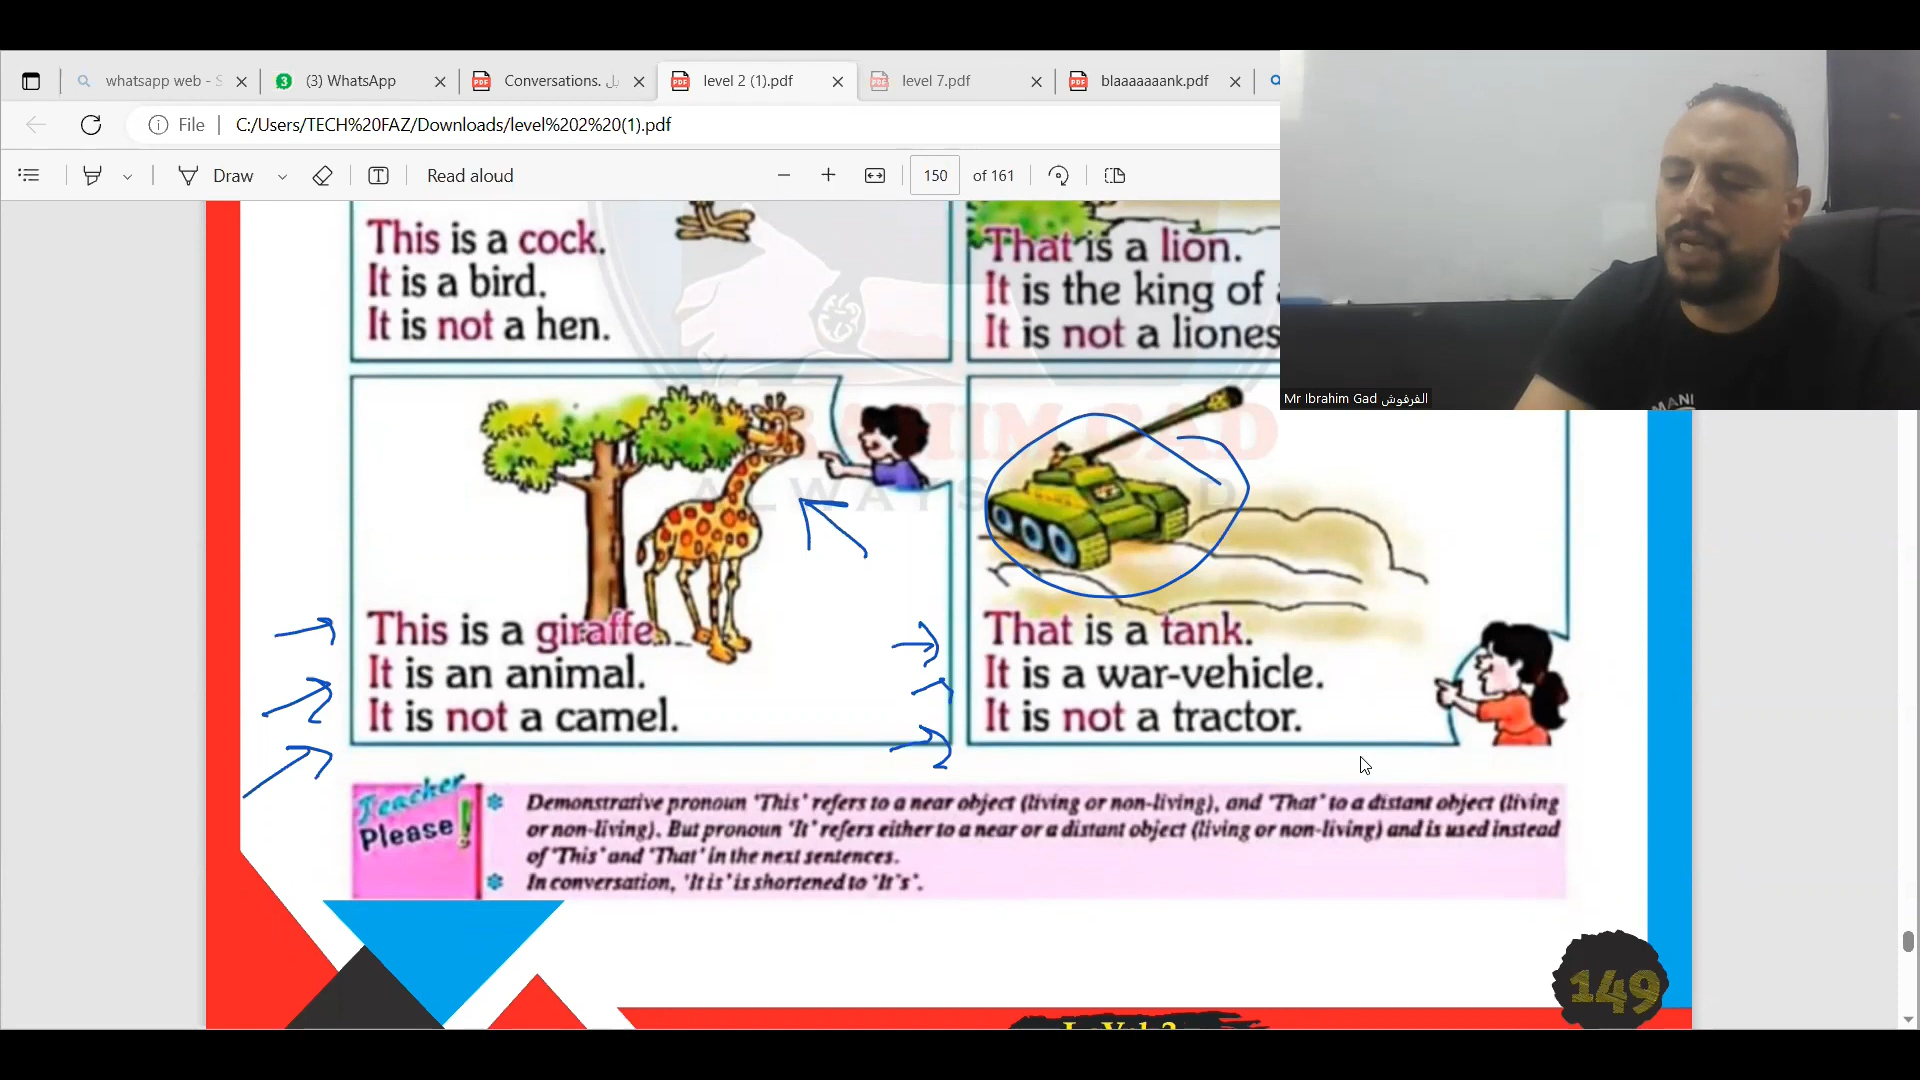 whatsapp web - S
(3) WhatsApp
Conversations. بل
level 2 (1).pdf
level 7.pdf
blaaaaaaank.pdf
File
C:/Users/TECH%20FAZ/Downloads/level%202%20(1).pdf
Draw
Read aloud
150 of 161
Mr Ibrahim Gad الفرفوش
MANI
This is a cock.
It is a bird.
It is not a hen.
That is a lion.
It is the king of
It is not a liones
This is a giraffe.
It is an animal.
It is not a camel.
That is a tank.
It is a war-vehicle.
It is not a tractor.
Teacher
Please!
Demonstrative pronoun 'This' refers to a near object (living or non-living), and 'That' to a distant object (living
or non-living). But pronoun 'It' refers either to a near or a distant object (living or non-living) and is used instead
of 'This' and 'That' in the next sentences.
In conversation, 'It is' is shortened to 'It's'.
149